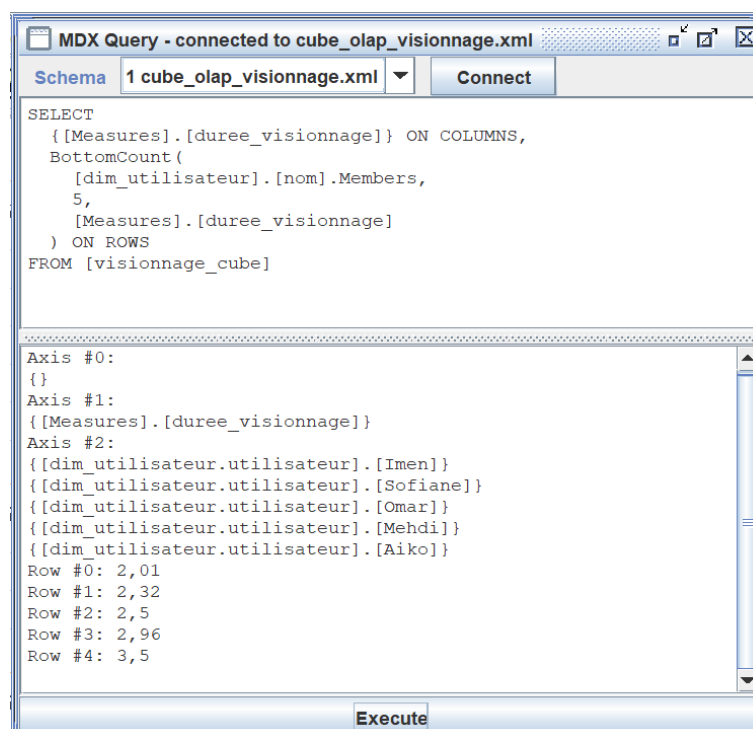 MDX Query - connected to cube_olap_visionnage.xml
Schema 1 cube_olap_visionnage.xml Connect
SELECT
{[Measures].[duree_visionnage]} ON COLUMNS,
BottomCount(
[dim_utilisateur].[nom].Members,
5,
[Measures].[duree_visionnage]
) ON ROWS
FROM [visionnage_cube]
Axis #0:
{}
Axis #1:
{[Measures].[duree_visionnage]}
Axis #2:
{[dim_utilisateur.utilisateur].[Imen]}
{[dim_utilisateur.utilisateur].[Sofiane]}
{[dim_utilisateur.utilisateur].[Omar]}
{[dim_utilisateur.utilisateur].[Mehdi]}
{[dim_utilisateur.utilisateur].[Aiko]}
Row #0: 2,01
Row #1: 2,32
Row #2: 2,5
Row #3: 2,96
Row #4: 3,5
Execute